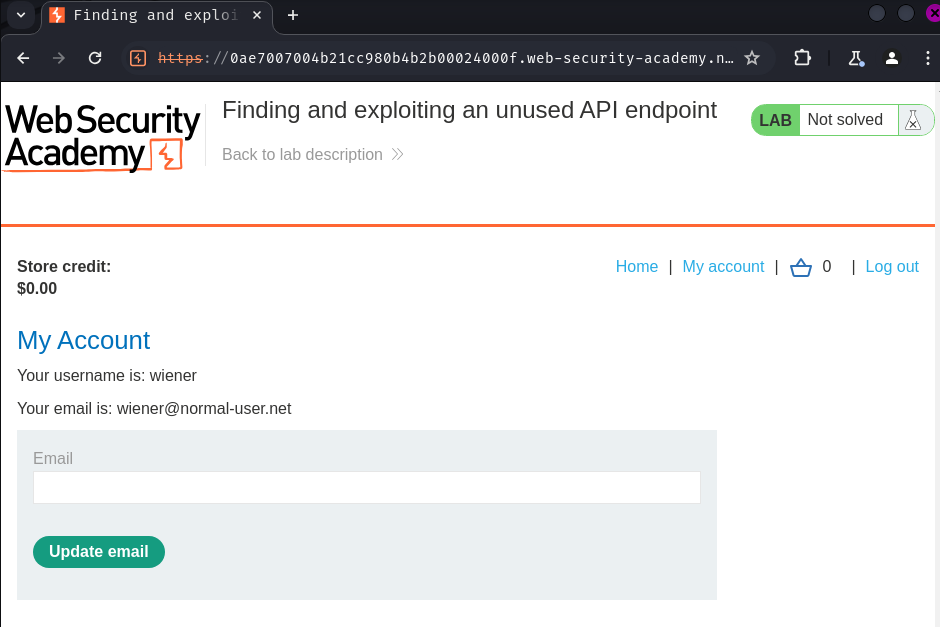 Finding and exploi
https://0ae7007004b21cc980b4b2b00024000f.web-security-academy.n…
Web Security
Academy
Finding and exploiting an unused API endpoint
Back to lab description
LAB Not solved
Store credit:
$0.00
Home | My account | 0 | Log out
My Account
Your username is: wiener
Your email is: wiener@normal-user.net
Email
Update email